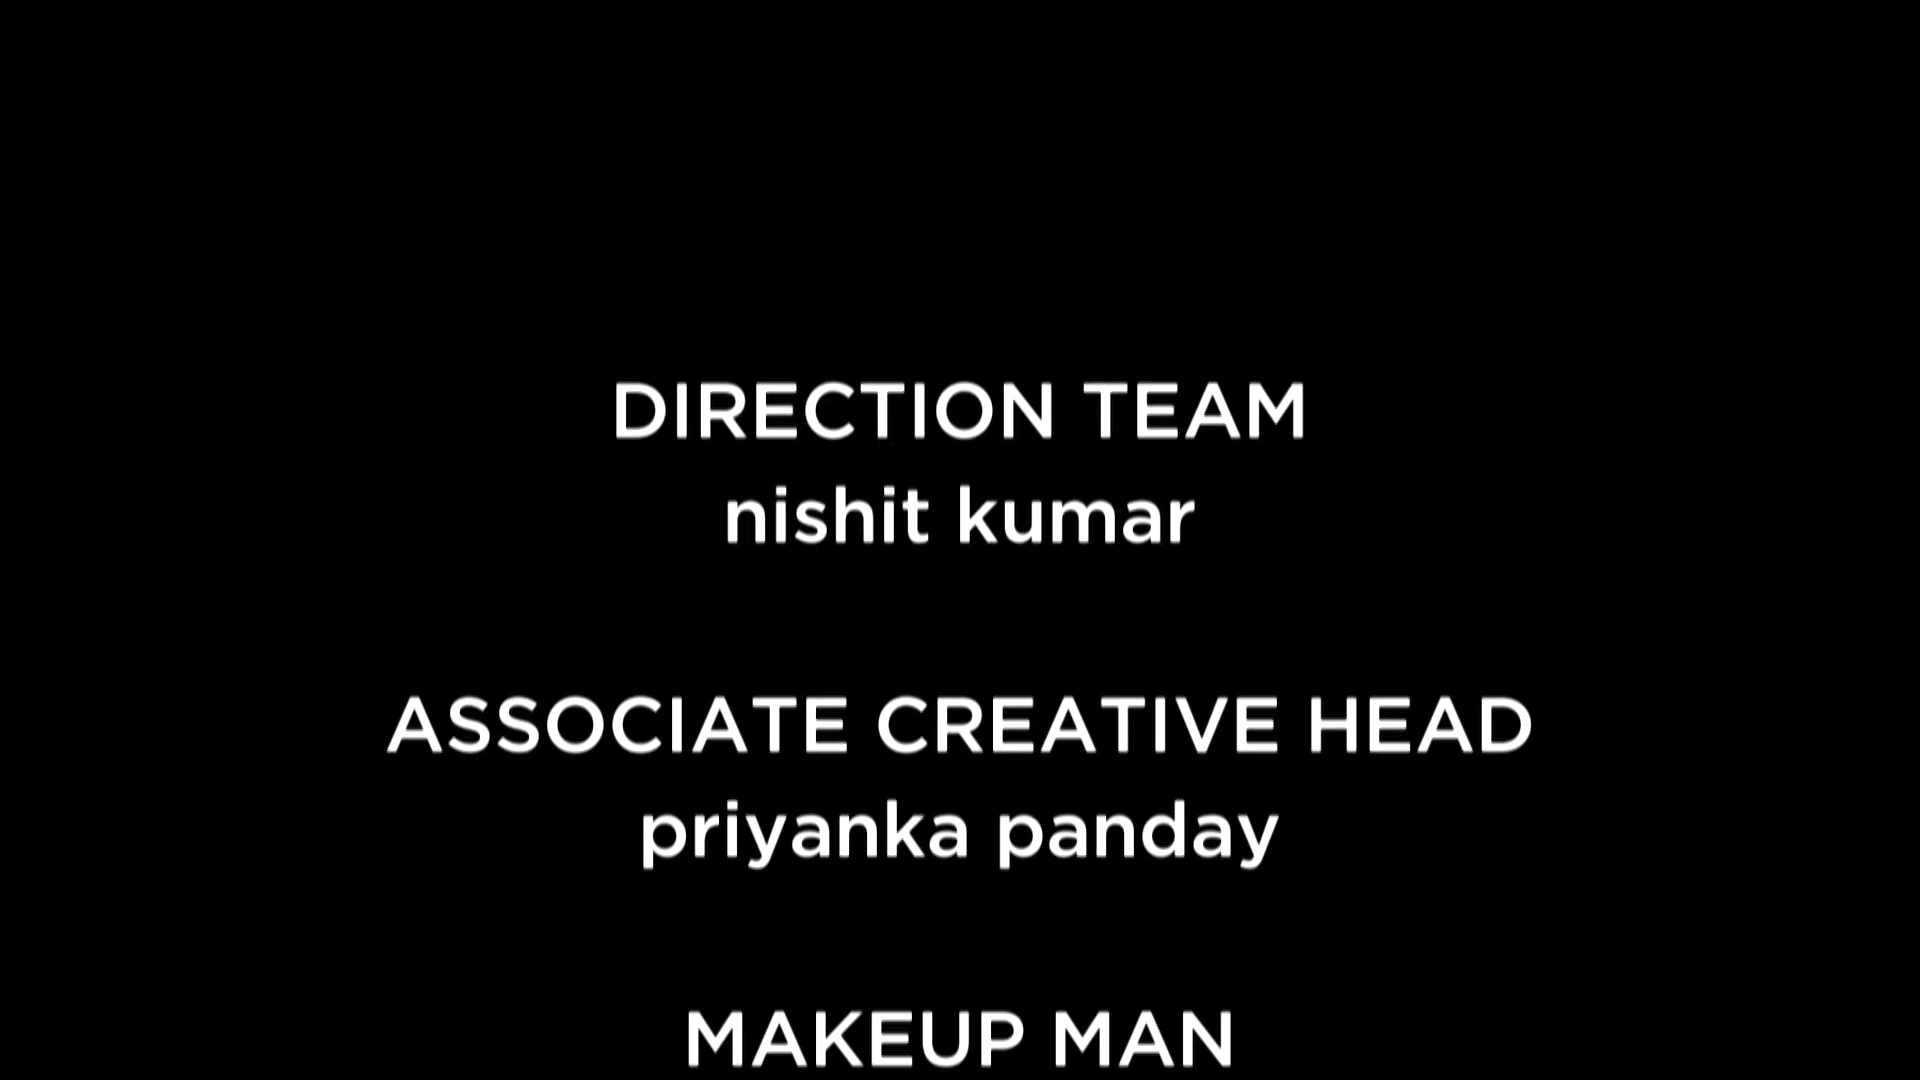 DIRECTION TEAM
nishit kumar
ASSOCIATE CREATIVE HEAD
priyanka panday
MAKEUP MAN